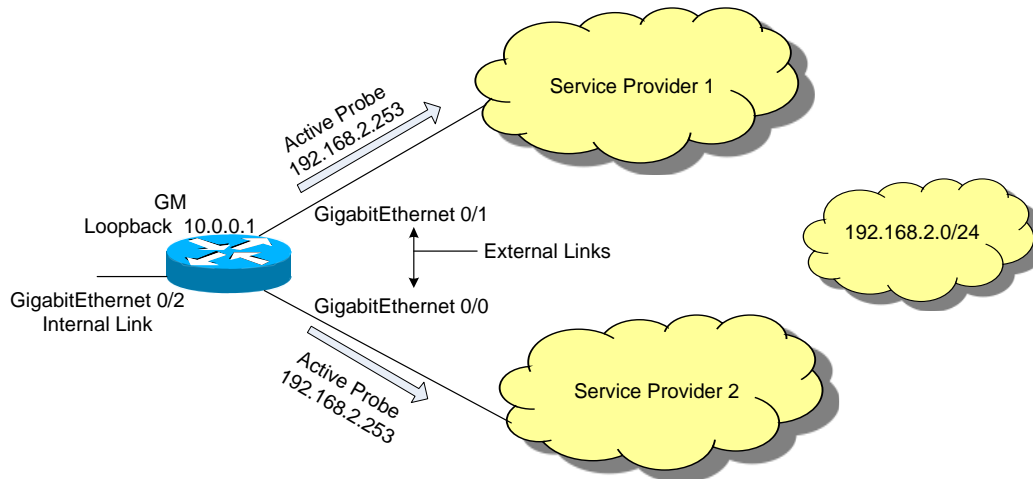 Service Provider 1
Active Probe
192.168.2.253
GM
Loopback 10.0.0.1
GigabitEthernet 0/1
External Links
192.168.2.0/24
GigabitEthernet 0/2
Internal Link
GigabitEthernet 0/0
Active Probe
192.168.2.253
Service Provider 2